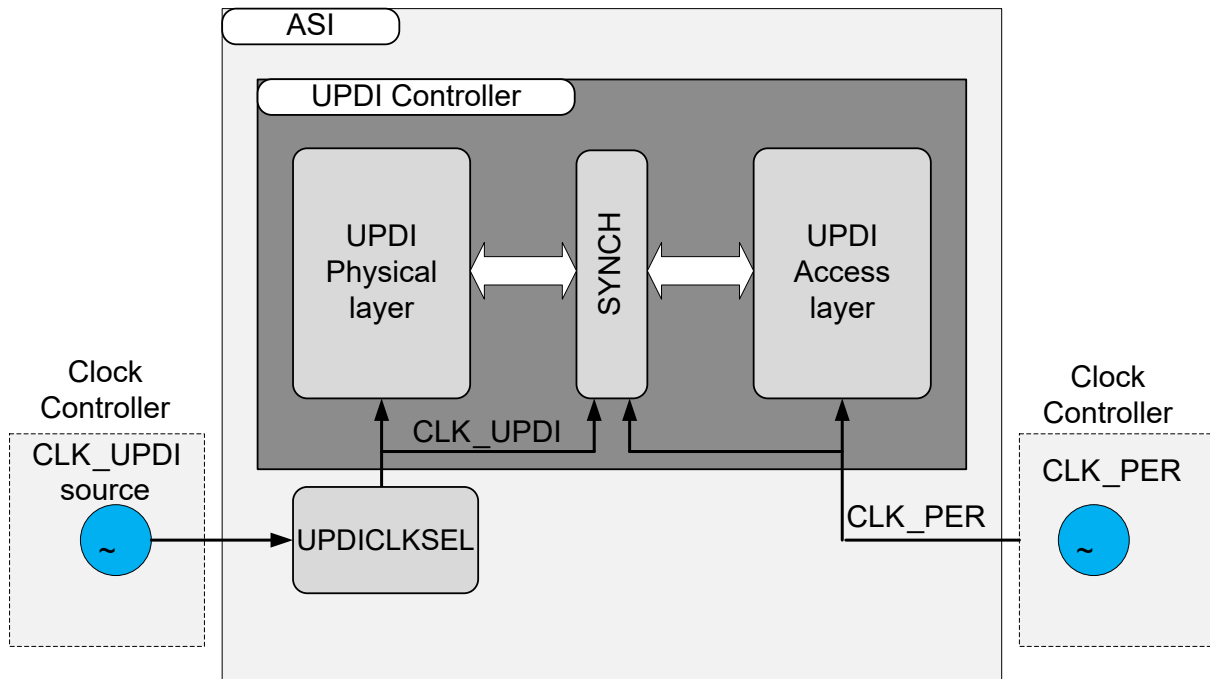 ASI
UPDI Controller
UPDI
Physical
layer
SYNCH
UPDI
Access
layer
Clock
Controller
CLK_UPDI
source
~
CLK_UPDI
UPDICLKSEL
Clock
Controller
CLK_PER
~
CLK_PER